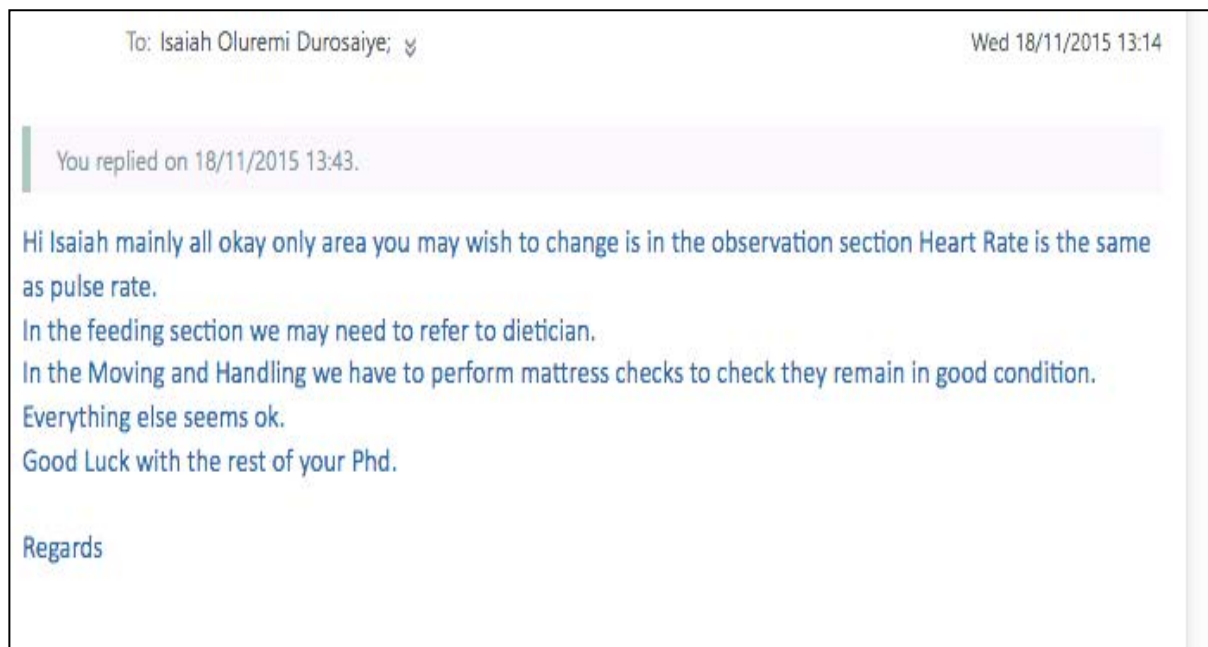 To: Isaiah Oluremi Durosaiye; Wed 18/11/2015 13:14
You replied on 18/11/2015 13:43.
Hi Isaiah mainly all okay only area you may wish to change is in the observation section Heart Rate is the same
as pulse rate.
In the feeding section we may need to refer to dietician.
In the Moving and Handling we have to perform mattress checks to check they remain in good condition.
Everything else seems ok.
Good Luck with the rest of your Phd.
Regards